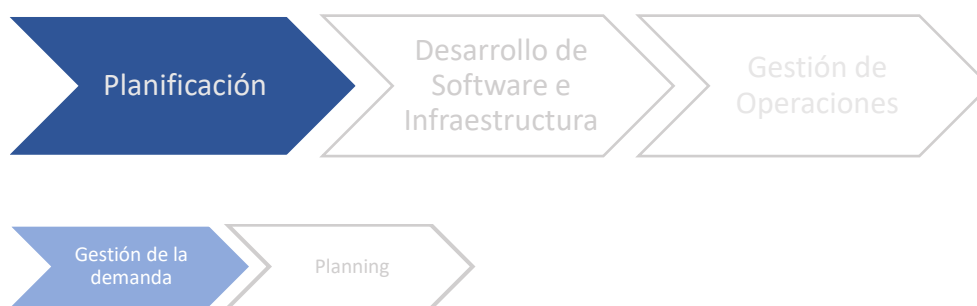 Planificación
Desarrollo de
Software e
Infraestructura
Gestión de
Operaciones
Gestión de la
demanda
Planning